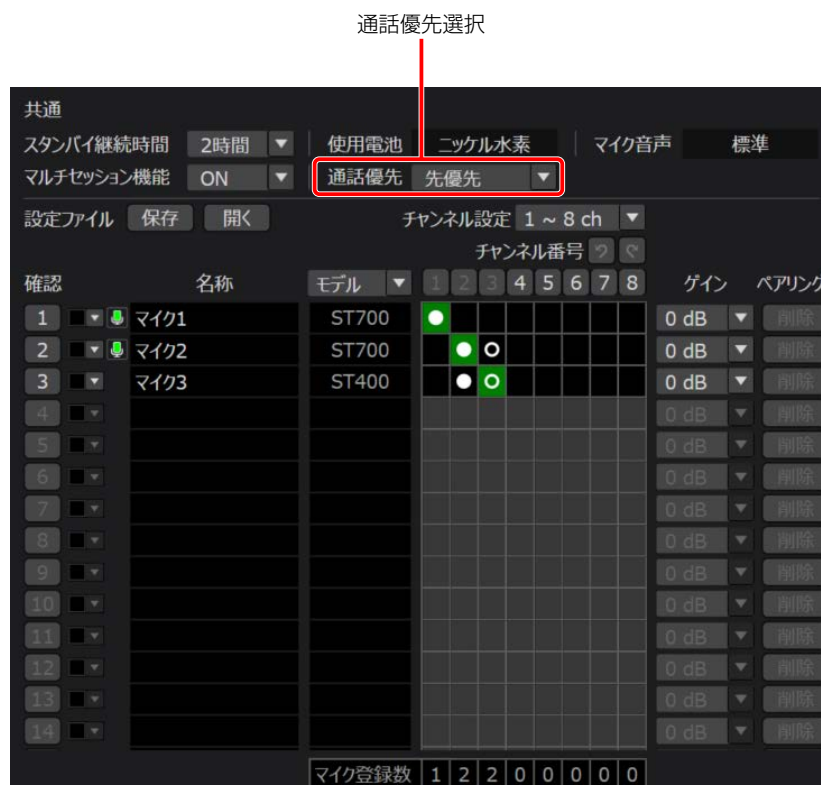 通話優先選択
共通
スタンバイ継続時間 2時間 使用電池 ニッケル水素 マイク音声 標準
マルチセッション機能 ON 通話優先 先優先
設定ファイル 保存 開く チャンネル設定 1 ~ 8 ch
チャンネル番号
確認 名称 モデル 1 2 3 4 5 6 7 8 ゲイン ペアリング
1 マイク1 ST700 0 dB 削除
2 マイク2 ST700 0 dB 削除
3 マイク3 ST400 0 dB 削除
4 0 dB 削除
5 0 dB 削除
6 0 dB 削除
7 0 dB 削除
8 0 dB 削除
9 0 dB 削除
10 0 dB 削除
11 0 dB 削除
12 0 dB 削除
13 0 dB 削除
14 0 dB 削除
マイク登録数 1 2 2 0 0 0 0 0